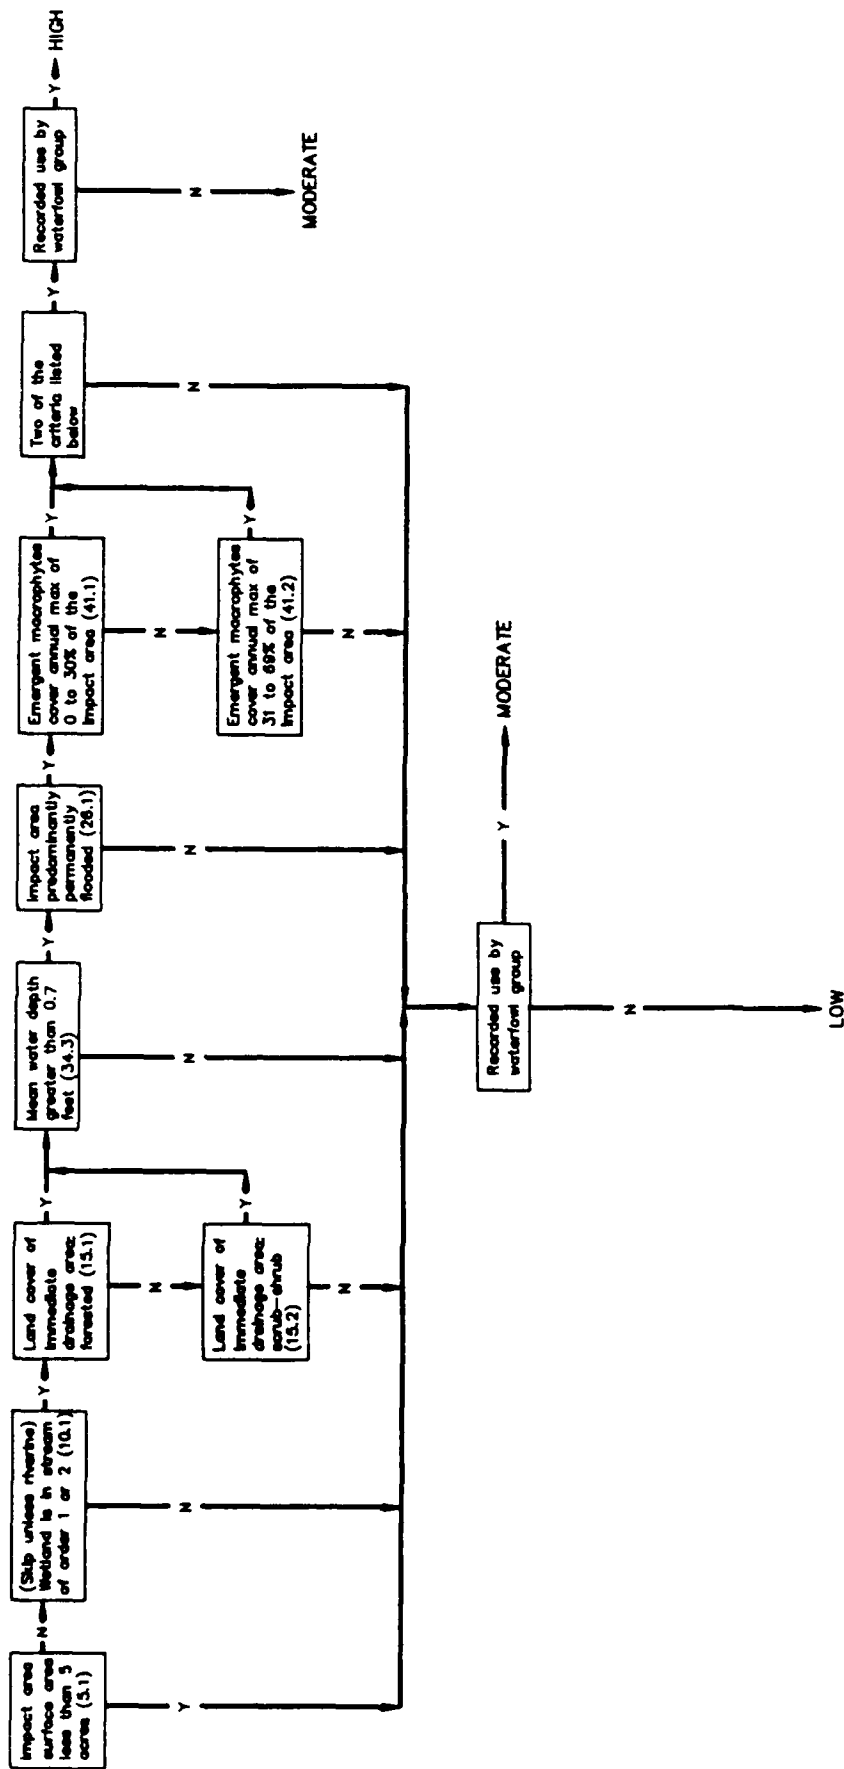 Impact area
surface area
less than 5
acres (5.1)
Y
N
(Skip unless riverine)
Wetland is in stream
of order 1 or 2 (10.1)
N
Y
Land cover of
immediate
drainage area:
forested (15.1)
N
Y
Land cover of
immediate
drainage area:
scrub-shrub
(15.2)
N
Y
Mean water depth
greater than 0.7
feet (34.3)
N
Y
Impact area
predominantly
permanently
flooded (26.1)
N
Y
Emergent macrophytes
cover annual max of
0 to 30% of the
impact area (41.1)
N
Y
Emergent macrophytes
cover annual max of
31 to 69% of the
impact area (41.2)
N
Y
Two of the
criteria listed
below
N
Y
Recorded use by
waterfowl group
Y
HIGH
N
MODERATE
Recorded use by
waterfowl group
Y
MODERATE
N
LOW